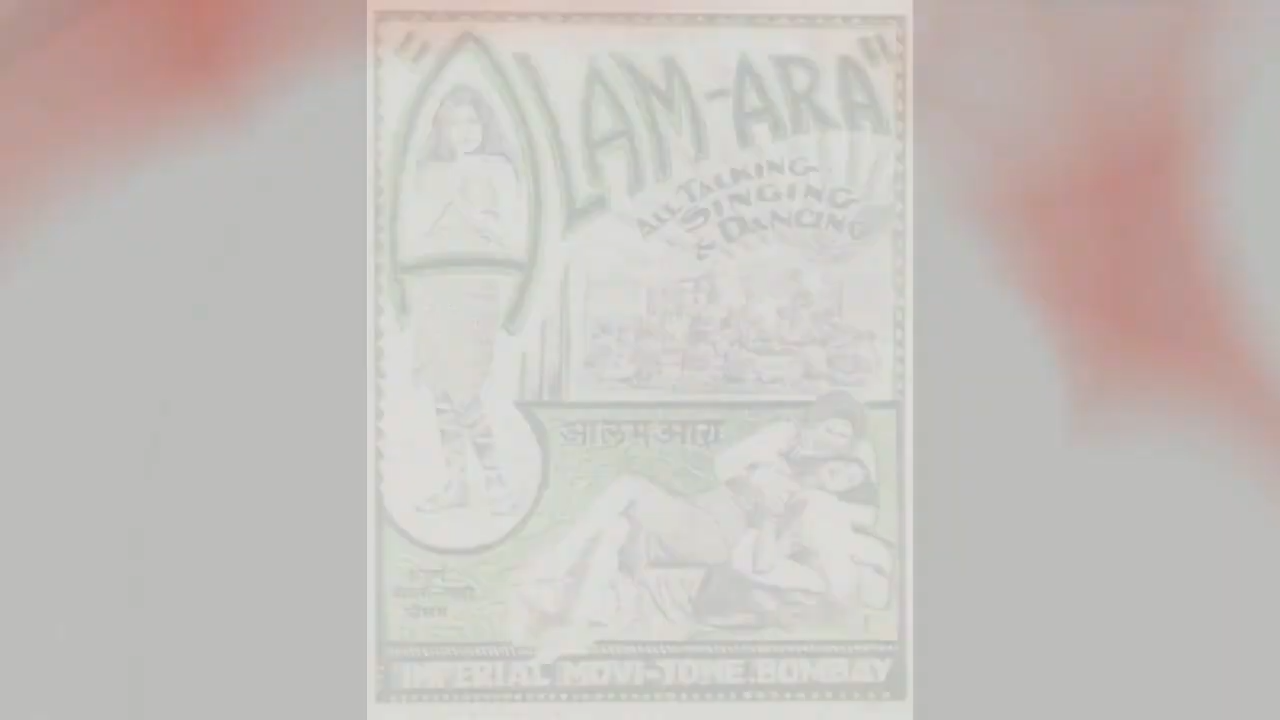 "ALAM-ARA"
ALL TALKING
SINGING
& DANCING
आलम आरा
IMPERIAL MOVI-TONE. BOMBAY